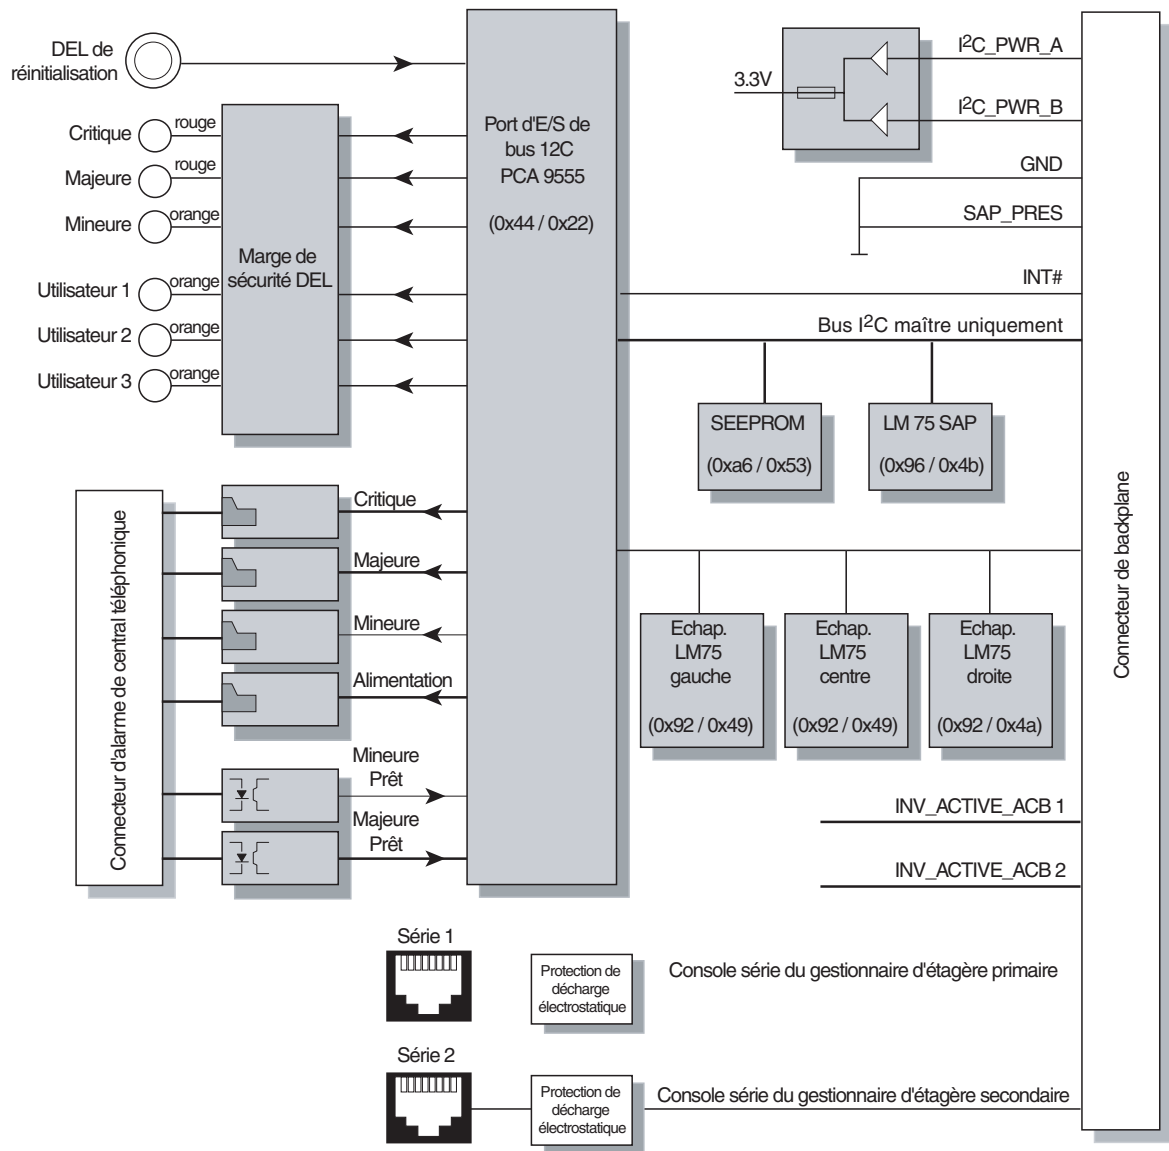 DEL de
réinitialisation
Critique
rouge
Majeure
rouge
Mineure
orange
Utilisateur 1
orange
Utilisateur 2
orange
Utilisateur 3
orange
Marge de
sécurité DEL
Port d'E/S de
bus 12C
PCA 9555
(0x44 / 0x22)
3.3V
I²C_PWR_A
I²C_PWR_B
GND
SAP_PRES
INT#
Bus I²C maître uniquement
SEEPROM
(0xa6 / 0x53)
LM 75 SAP
(0x96 / 0x4b)
Connecteur de backplane
Connecteur d'alarme de central téléphonique
Critique
Majeure
Mineure
Alimentation
Mineure
Prêt
Majeure
Prêt
Echap.
LM75
gauche
(0x92 / 0x49)
Echap.
LM75
centre
(0x92 / 0x49)
Echap.
LM75
droite
(0x92 / 0x4a)
INV_ACTIVE_ACB 1
INV_ACTIVE_ACB 2
Série 1
Protection de
décharge
électrostatique
Console série du gestionnaire d'étagère primaire
Série 2
Protection de
décharge
électrostatique
Console série du gestionnaire d'étagère secondaire